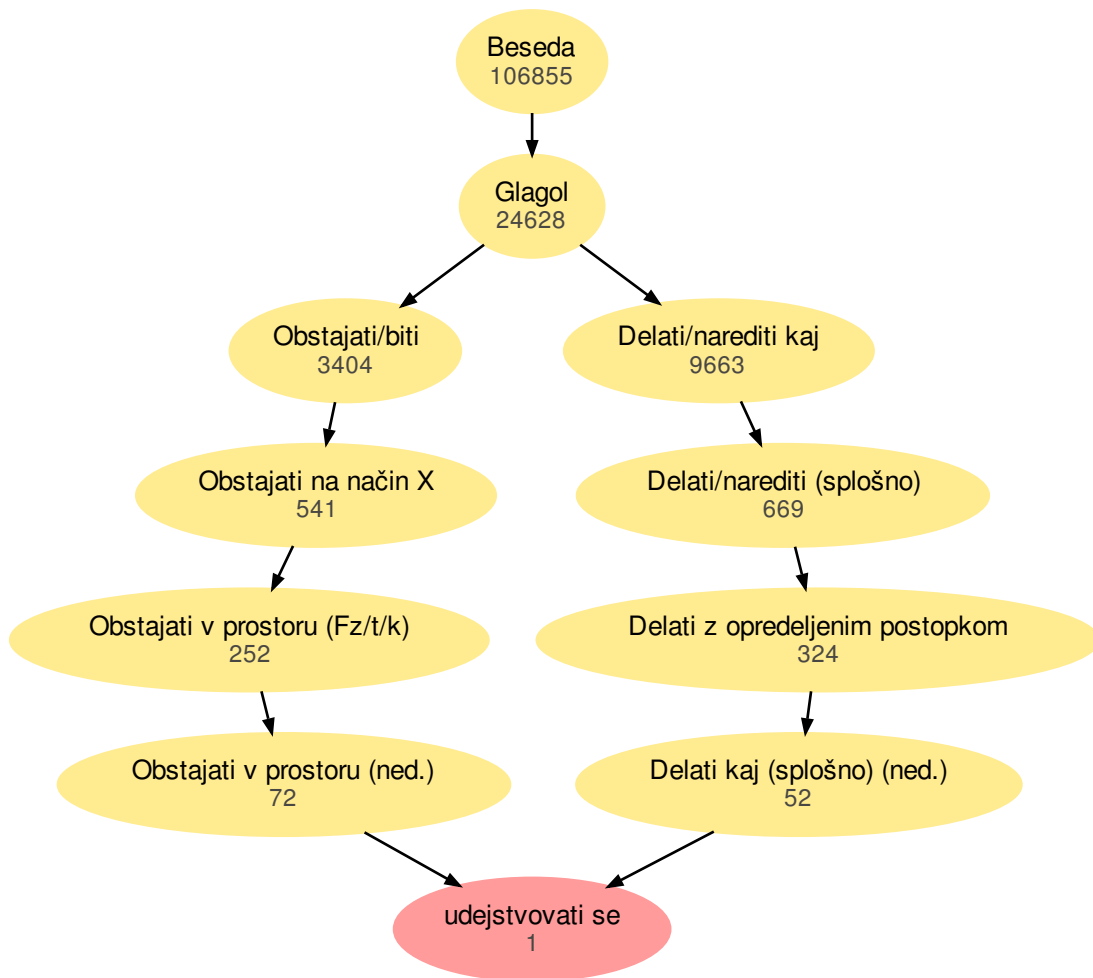 Beseda
106855
Glagol
24628
Obstajati/biti
3404
Delati/narediti kaj
9663
Obstajati na način X
541
Delati/narediti (splošno)
669
Obstajati v prostoru (Fz/t/k)
252
Delati z opredeljenim postopkom
324
Obstajati v prostoru (ned.)
72
Delati kaj (splošno) (ned.)
52
udejstvovati se
1